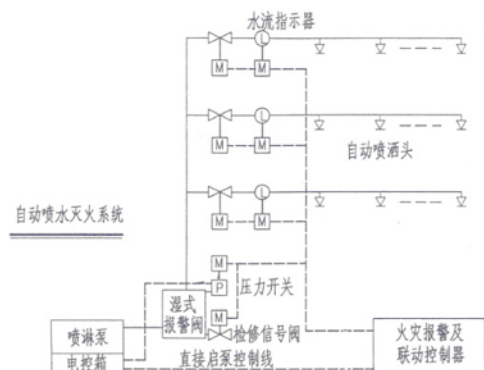 水流指示器
L
M
M
L
M
M
自动喷洒头
L
M
M
自动喷水灭火系统
M
P
压力开关
湿式
报警阀
M
检修信号阀
喷淋泵
电控箱
直接启泵控制线
火灾报警及
联动控制器